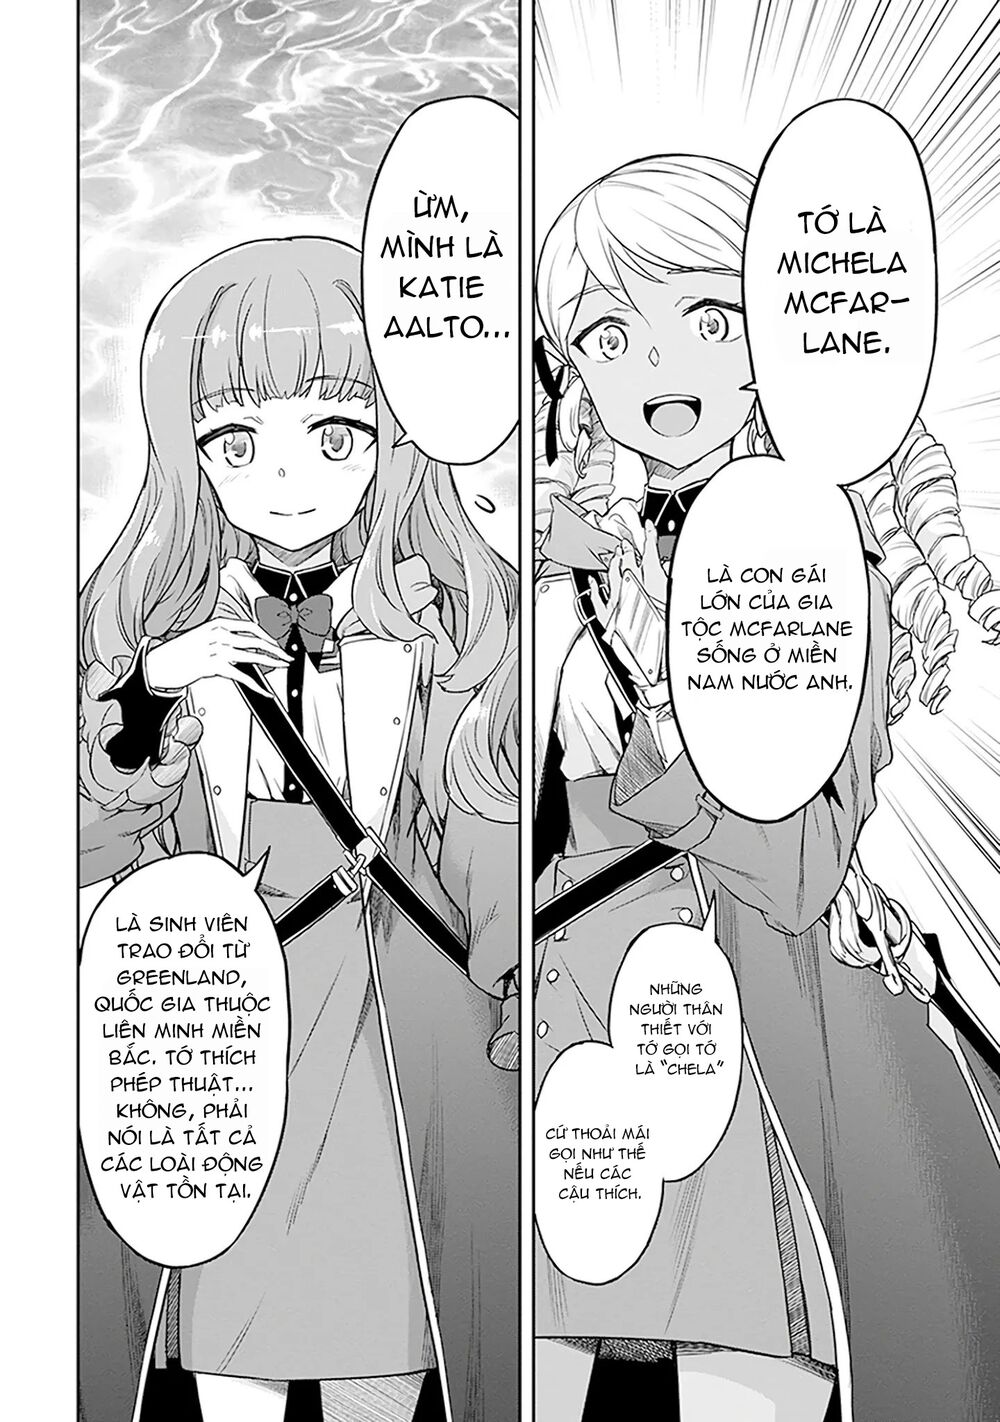 TỚ LÀ
MICHELA
MCFAR-
LANE.
LÀ CON GÁI
LỚN CỦA GIA
TỘC MCFARLANE
SỐNG Ở MIỀN
NAM NƯỚC ANH.
NHỮNG
NGƯỜI THÂN
THIẾT VỚI
TỚ GỌI TỚ
LÀ "CHELA"
CỨ THOẢI MÁI
GỌI NHƯ THẾ
NẾU CÁC
CẬU THÍCH.
ỪM,
MÌNH LÀ
KATIE
AALTO...
LÀ SINH VIÊN
TRAO ĐỔI TỪ
GREENLAND,
QUỐC GIA THUỘC
LIÊN MINH MIỀN
BẮC. TỚ THÍCH
PHÉP THUẬT...
KHÔNG, PHẢI
NÓI LÀ TẤT CẢ
CÁC LOÀI ĐỘNG
VẬT TỒN TẠI.